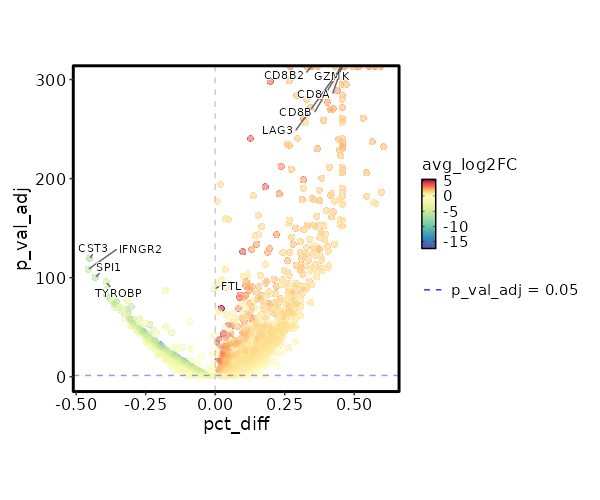 300
200
100
0
p_val_adj
CD8B2
GZMK
CD8A
CD8B
LAG3
CST3
IFNGR2
SPI1
TYROBP
FTL
-0.50
-0.25
0.00
0.25
0.50
pct_diff
avg_log2FC
5
0
-5
-10
-15
p_val_adj = 0.05